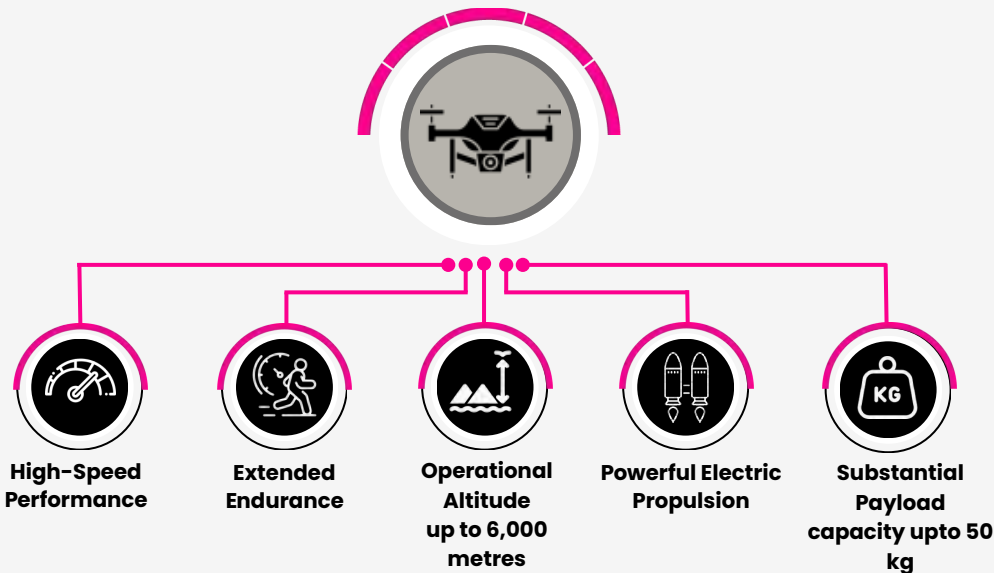 KG
High-Speed
Performance
Extended
Endurance
Operational
Altitude
up to 6,000
metres
Powerful Electric
Propulsion
Substantial
Payload
capacity upto 50
kg